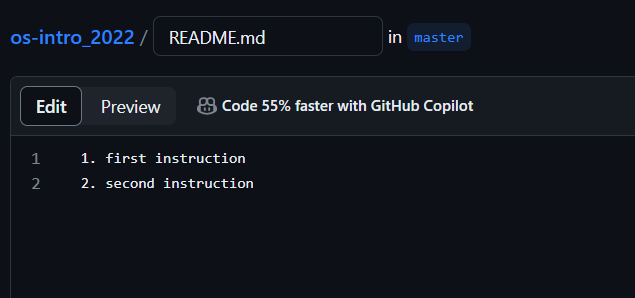 os-intro_2022 / README.md in master
Edit Preview Code 55% faster with GitHub Copilot
1 1. first instruction
2 2. second instruction